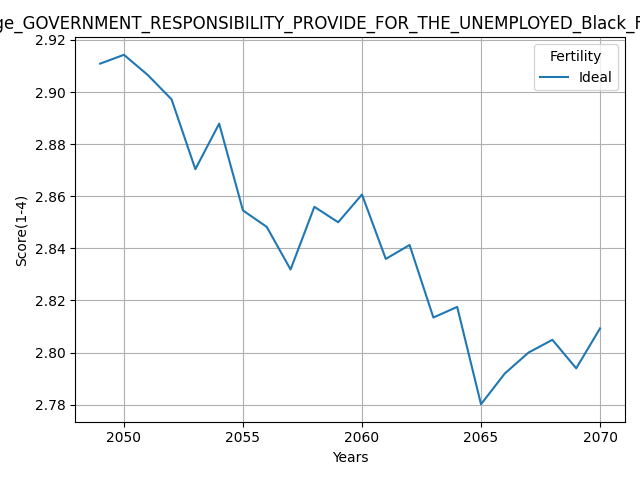 ge_GOVERNMENT_RESPONSIBILITY_PROVIDE_FOR_THE_UNEMPLOYED_Black_F
Fertility
Ideal
2.92
2.90
2.88
2.86
2.84
2.82
2.80
2.78
Score(1-4)
2050 2055 2060 2065 2070
Years